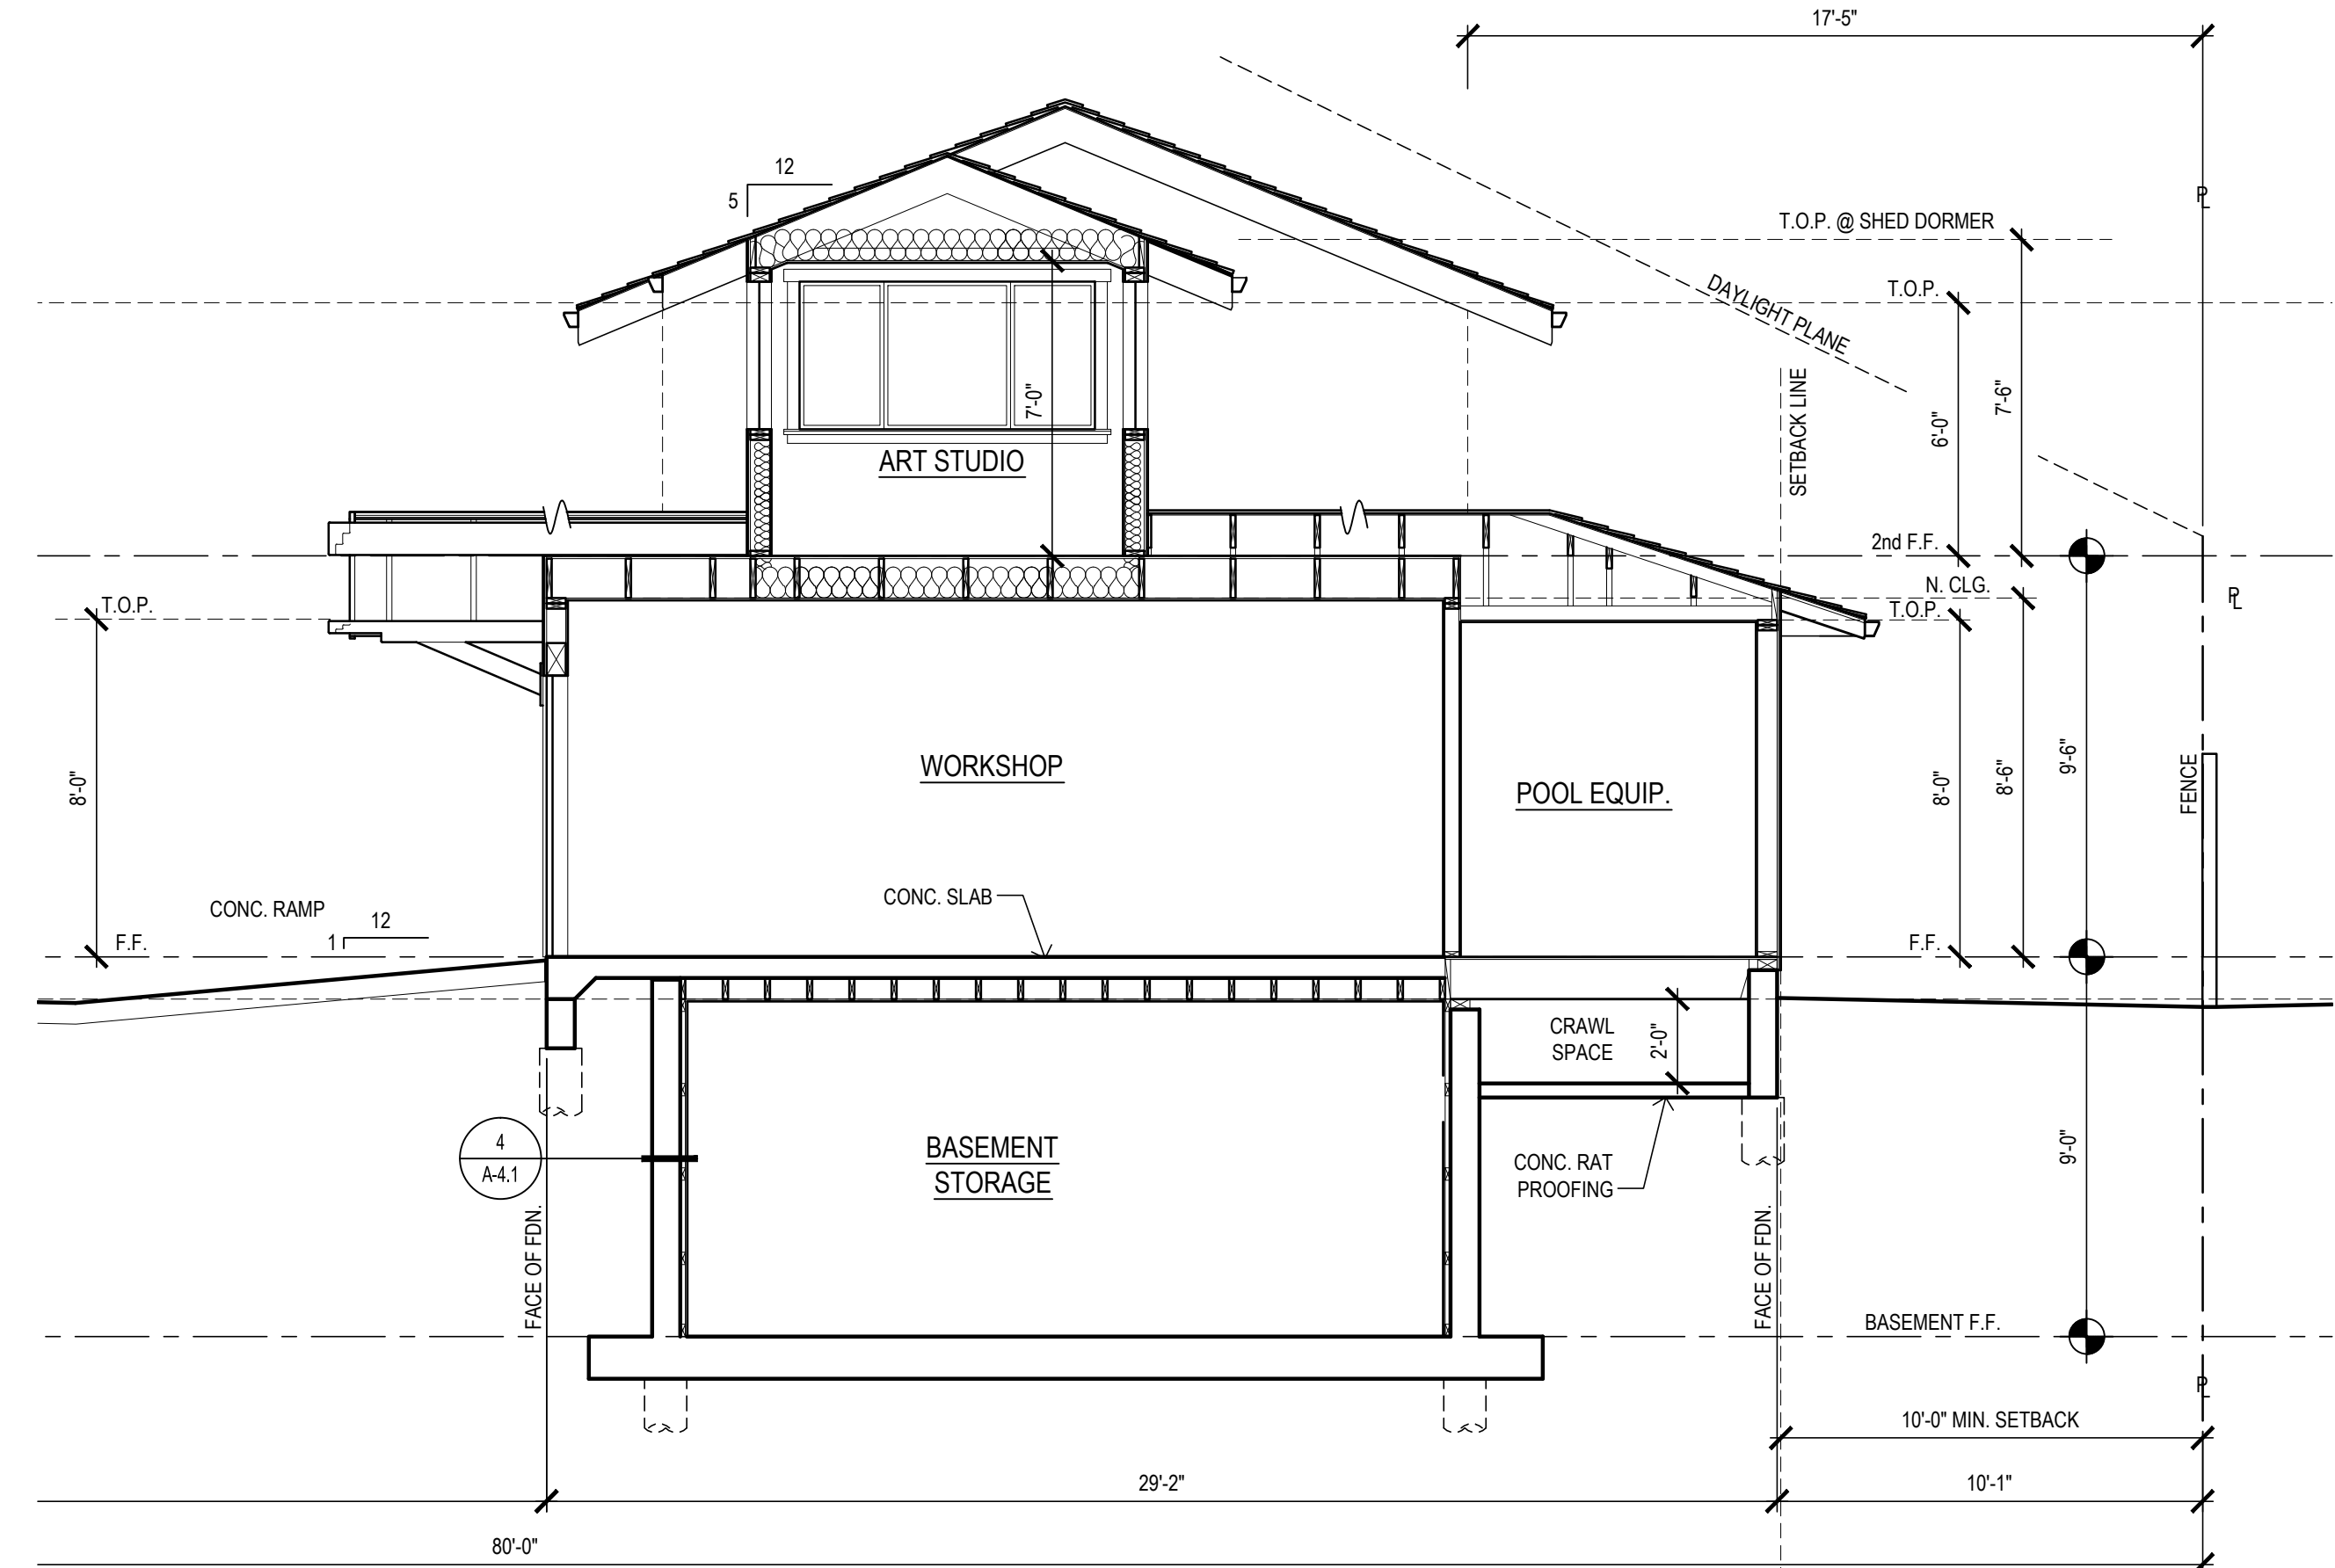 17'-5"
12
5
P
L
T.O.P. @ SHED DORMER
DAYLIGHT PLANE
T.O.P.
SETBACK LINE
7'-6"
6'-0"
7'-0"
ART STUDIO
2nd F.F.
N. CLG.
P
L
T.O.P.
T.O.P.
WORKSHOP
POOL EQUIP.
8'-0"
8'-0"
8'-6"
9'-6"
FENCE
CONC. SLAB
CONC. RAMP
12
1
F.F.
F.F.
CRAWL
SPACE
2'-0"
4
A-4.1
BASEMENT
STORAGE
CONC. RAT
PROOFING
9'-0"
FACE OF FDN.
FACE OF FDN.
BASEMENT F.F.
P
L
10'-0" MIN. SETBACK
29'-2"
10'-1"
80'-0"